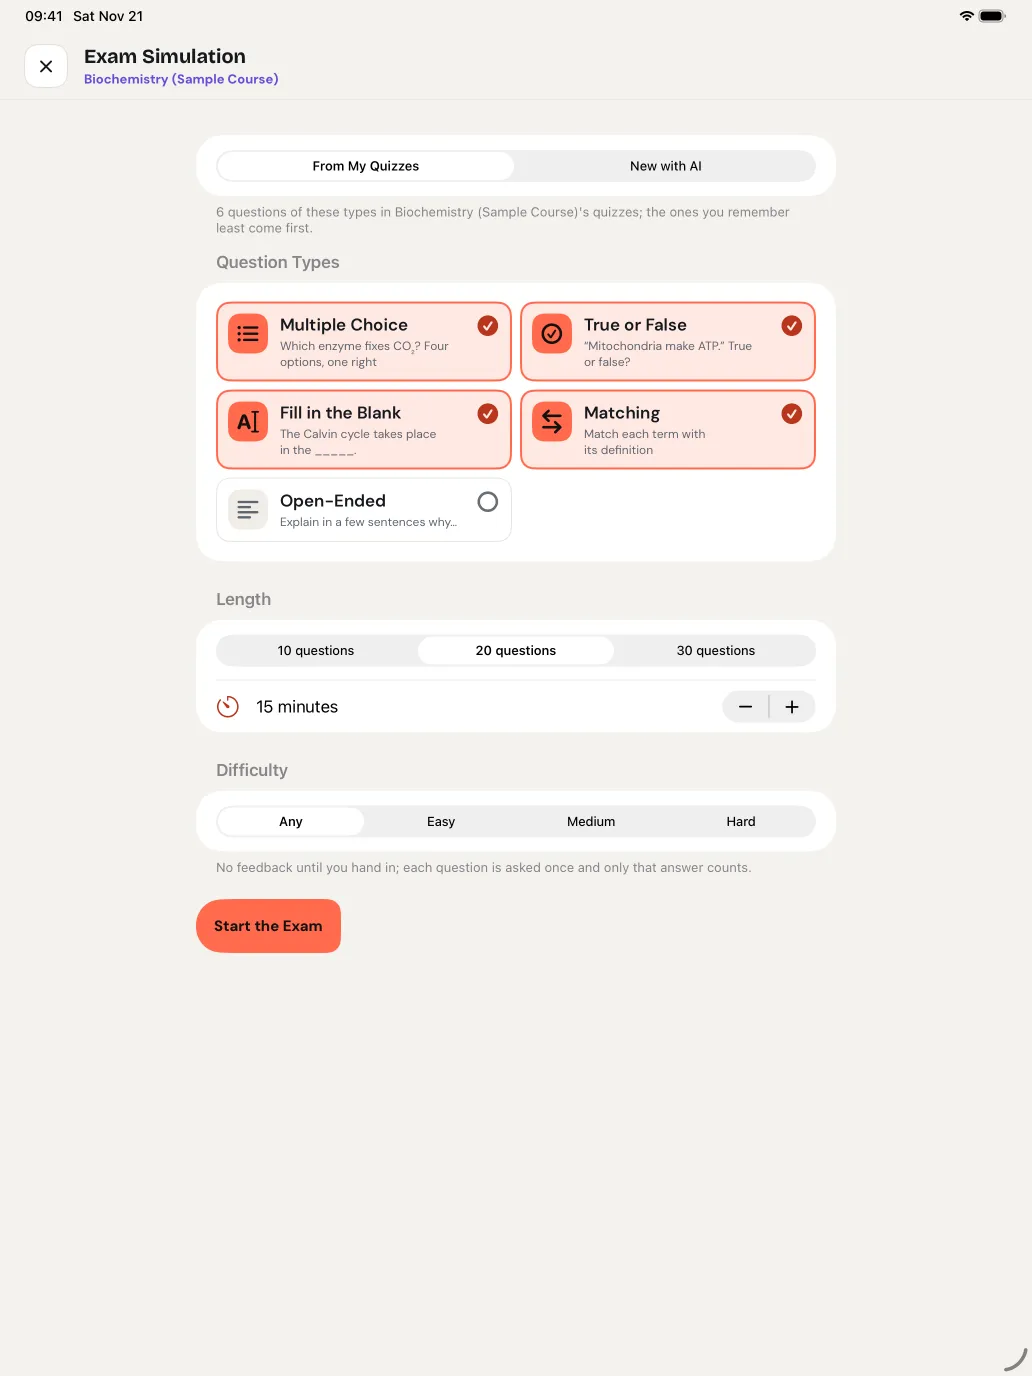 09:41 Sat Nov 21
Exam Simulation
Biochemistry (Sample Course)
From My Quizzes
New with AI
6 questions of these types in Biochemistry (Sample Course)'s quizzes; the ones you remember
least come first.
Question Types
Multiple Choice
Which enzyme fixes CO₂? Four
options, one right
True or False
“Mitochondria make ATP.” True
or false?
Fill in the Blank
The Calvin cycle takes place
in the _____.
Matching
Match each term with
its definition
Open-Ended
Explain in a few sentences why…
Length
10 questions
20 questions
30 questions
15 minutes
Difficulty
Any
Easy
Medium
Hard
No feedback until you hand in; each question is asked once and only that answer counts.
Start the Exam